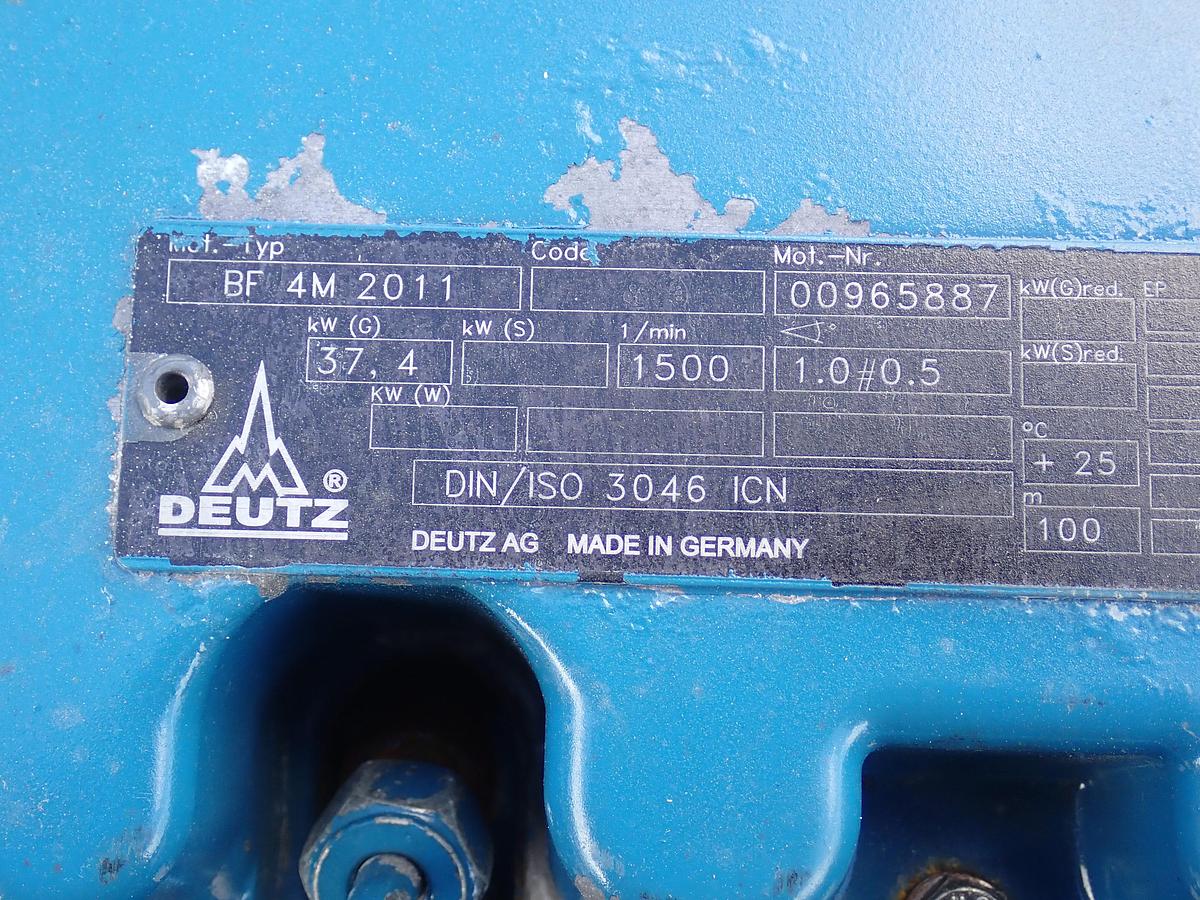 Mot.-Typ Code Mot.-Nr.
BF 4M 2011 00965887 kW(G)red. EP
kW (G) kW (S) 1/min °
37,4 1500 1.0#0.5 kW(S)red.
kW (W)
°C
+ 25
DIN/ISO 3046 ICN m
100
DEUTZ ®
DEUTZ AG MADE IN GERMANY